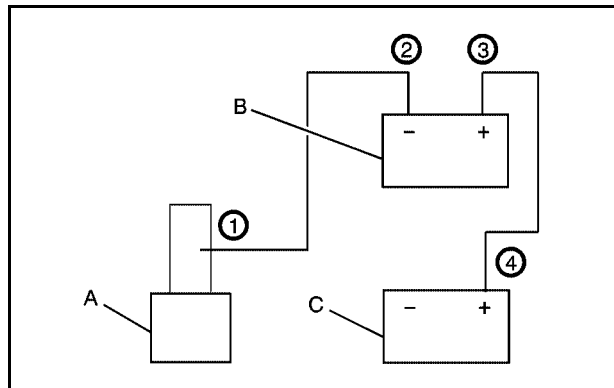 ② ③
B
− +
①
④
A
C
− +